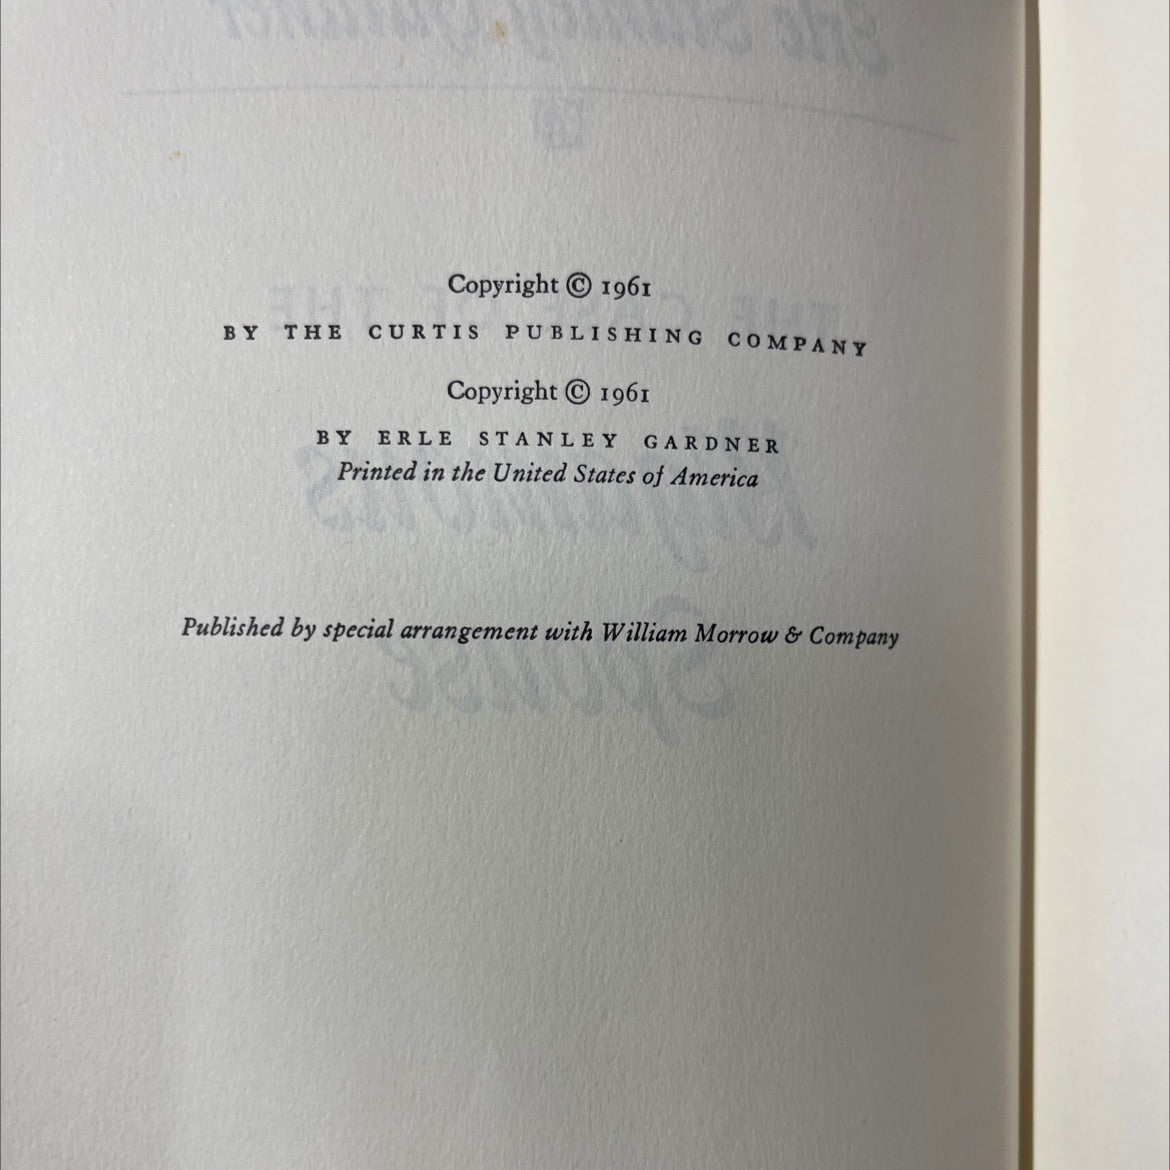 Copyright © 1961
BY THE CURTIS PUBLISHING COMPANY
Copyright © 1961
BY ERLE STANLEY GARDNER
Printed in the United States of America
Published by special arrangement with William Morrow & Company